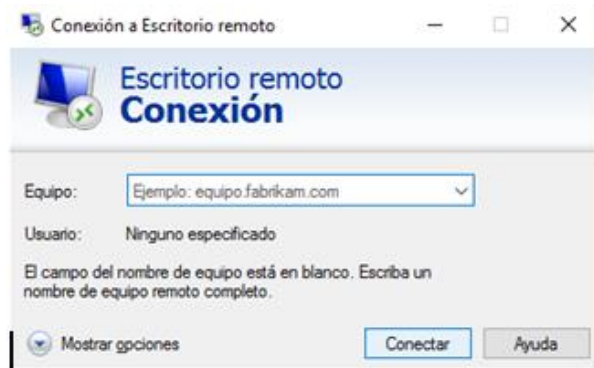 Conexión a Escritorio remoto
Escritorio remoto
Conexión
Equipo: Ejemplo: equipo.fabrikam.com
Usuario: Ninguno especificado
El campo del nombre de equipo está en blanco. Escriba un
nombre de equipo remoto completo.
Mostrar opciones Conectar Ayuda